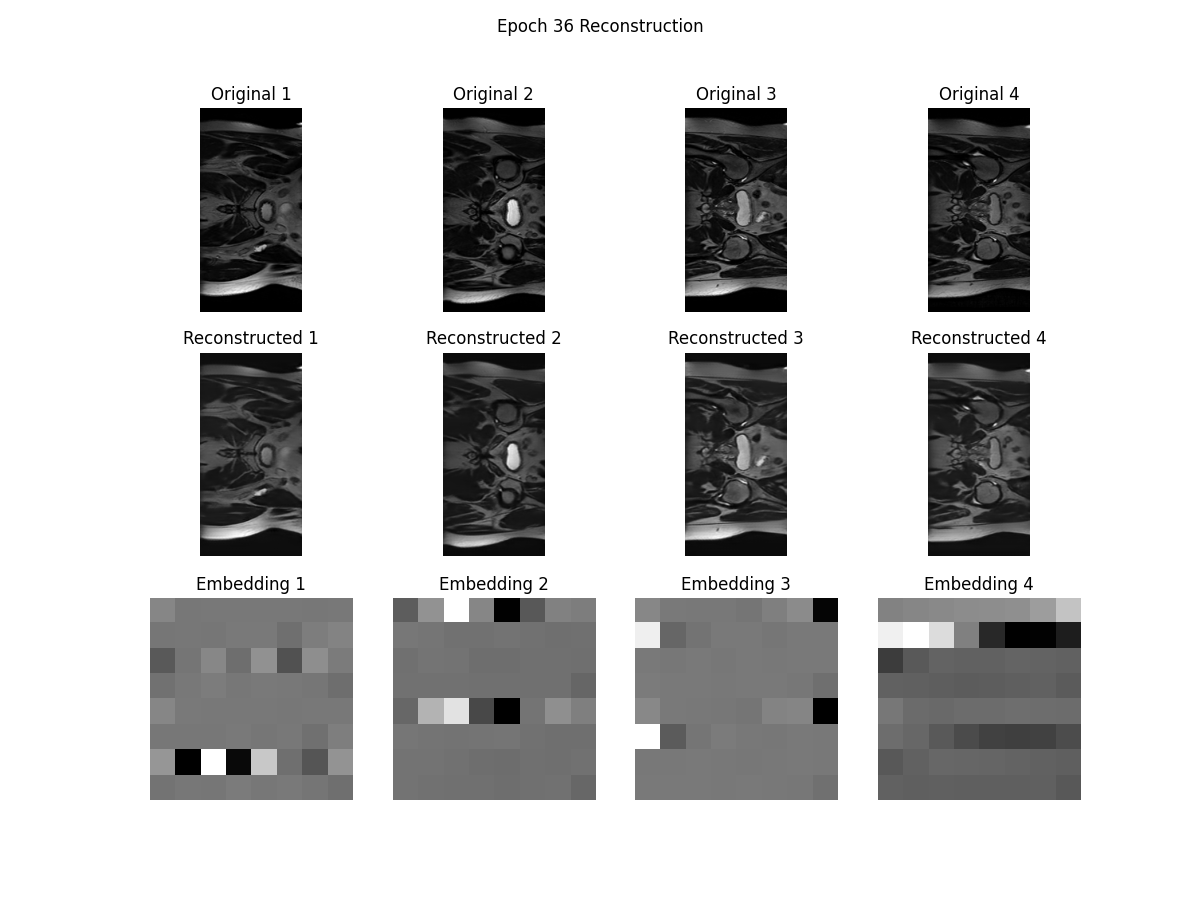 Epoch 36 Reconstruction
Original 1
Original 2
Original 3
Original 4
Reconstructed 1
Reconstructed 2
Reconstructed 3
Reconstructed 4
Embedding 1
Embedding 2
Embedding 3
Embedding 4